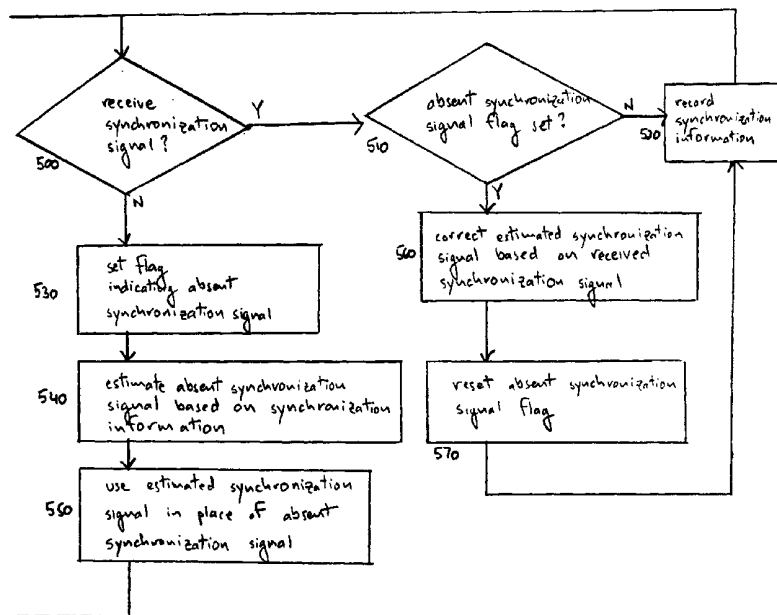 receive
synchronization
signal?
500
Y
N
absent synchronization
signal flag set?
510
N
Y
520
record
synchronization
information
set flag
indicating absent
synchronization signal
530
correct estimated synchronization
signal based on received
synchronization signal
560
estimate absent synchronization
signal based on synchronization
information
540
reset absent synchronization
signal flag
570
use estimated synchronization
signal in place of absent
synchronization signal
550